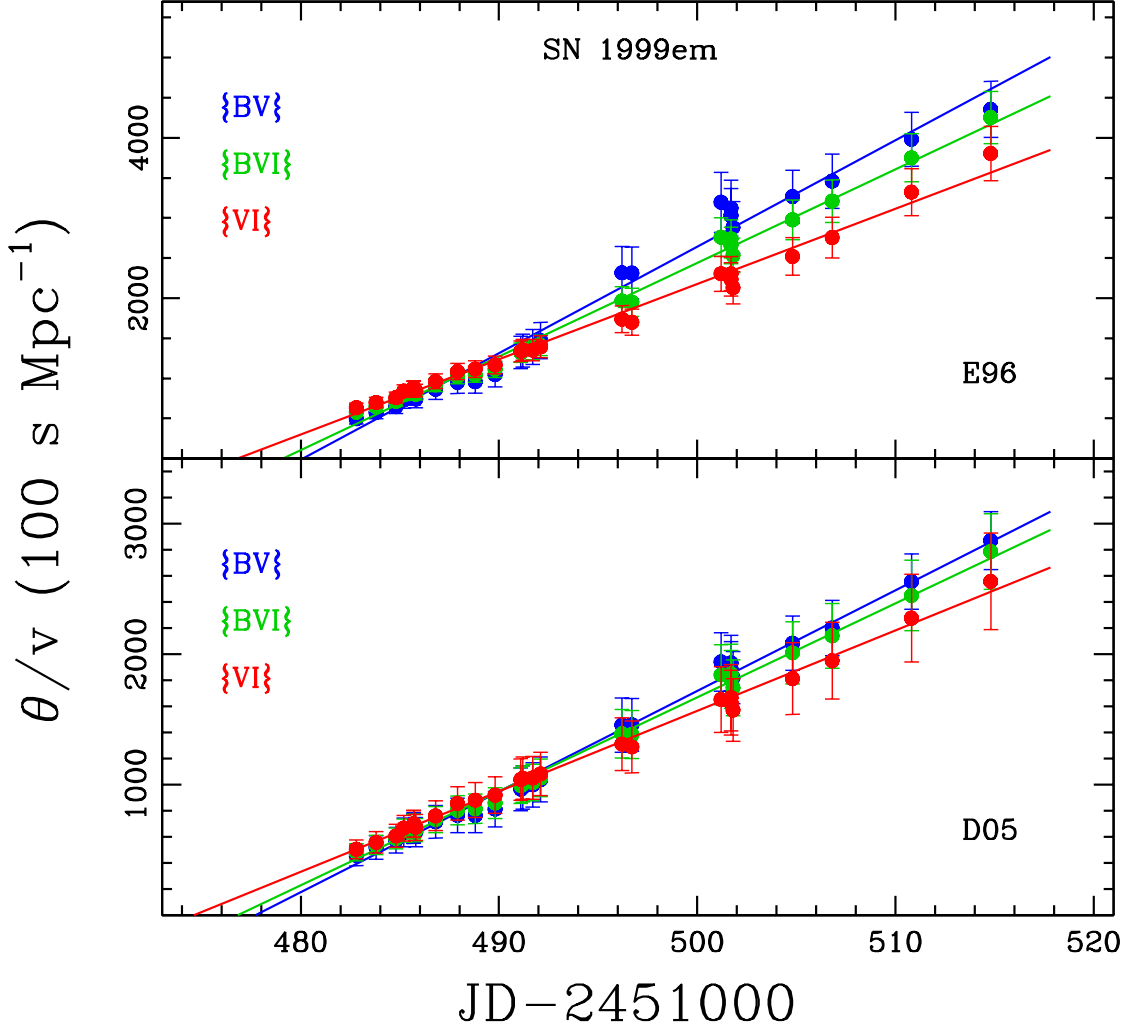 SN 1999em
{BV}
{BVI}
{VI}
E96
4000
2000
{BV}
{BVI}
{VI}
D05
3000
2000
1000
θ/v (100 s Mpc⁻¹)
480 490 500 510 520
JD−2451000